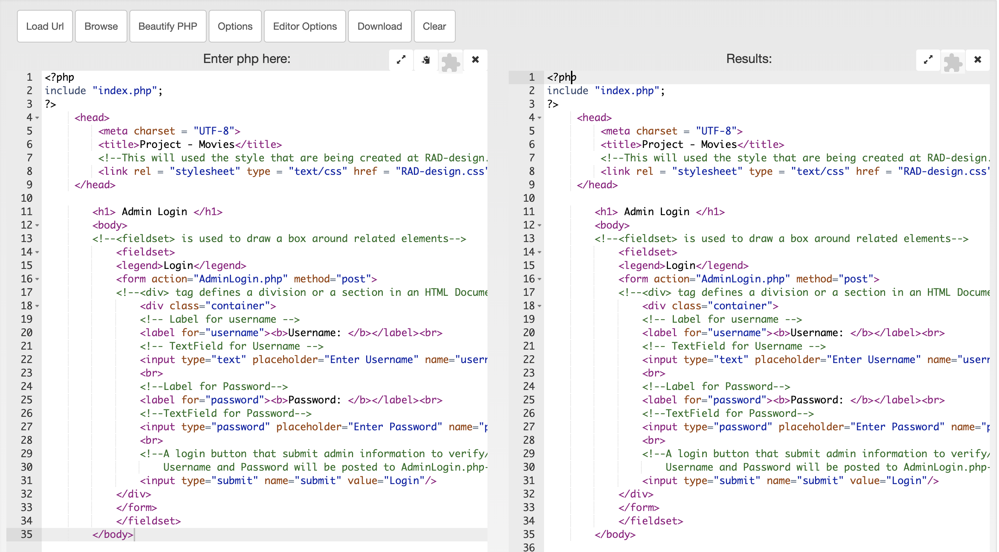 Load Url Browse Beautify PHP Options Editor Options Download Clear
Enter php here:
1 <?php
2 include "index.php";
3 ?>
4 <head>
5 <meta charset = "UTF-8">
6 <title>Project - Movies</title>
7 <!--This will used the style that are being created at RAD-design.
8 <link rel = "stylesheet" type = "text/css" href = "RAD-design.css"
9 </head>
10
11 <h1> Admin Login </h1>
12 <body>
13 <!--<fieldset> is used to draw a box around related elements-->
14 <fieldset>
15 <legend>Login</legend>
16 <form action="AdminLogin.php" method="post">
17 <!--<div> tag defines a division or a section in an HTML Docume
18 <div class="container">
19 <!-- Label for username -->
20 <label for="username"><b>Username: </b></label><br>
21 <!-- TextField for Username -->
22 <input type="text" placeholder="Enter Username" name="usern
23 <br>
24 <!--Label for Password-->
25 <label for="password"><b>Password: </b></label><br>
26 <!--TextField for Password-->
27 <input type="password" placeholder="Enter Password" name="p
28 <br>
29 <!--A login button that submit admin information to verify/
30 Username and Password will be posted to AdminLogin.php-
31 <input type="submit" name="submit" value="Login"/>
32 </div>
33 </form>
34 </fieldset>
35 </body>
Results:
1 <?php
2 include "index.php";
3 ?>
4 <head>
5 <meta charset = "UTF-8">
6 <title>Project - Movies</title>
7 <!--This will used the style that are being created at RAD-design.
8 <link rel = "stylesheet" type = "text/css" href = "RAD-design.css"
9 </head>
10
11 <h1> Admin Login </h1>
12 <body>
13 <!--<fieldset> is used to draw a box around related elements-->
14 <fieldset>
15 <legend>Login</legend>
16 <form action="AdminLogin.php" method="post">
17 <!--<div> tag defines a division or a section in an HTML Docume
18 <div class="container">
19 <!-- Label for username -->
20 <label for="username"><b>Username: </b></label><br>
21 <!-- TextField for Username -->
22 <input type="text" placeholder="Enter Username" name="usern
23 <br>
24 <!--Label for Password-->
25 <label for="password"><b>Password: </b></label><br>
26 <!--TextField for Password-->
27 <input type="password" placeholder="Enter Password" name="p
28 <br>
29 <!--A login button that submit admin information to verify/
30 Username and Password will be posted to AdminLogin.php-
31 <input type="submit" name="submit" value="Login"/>
32 </div>
33 </form>
34 </fieldset>
35 </body>
36